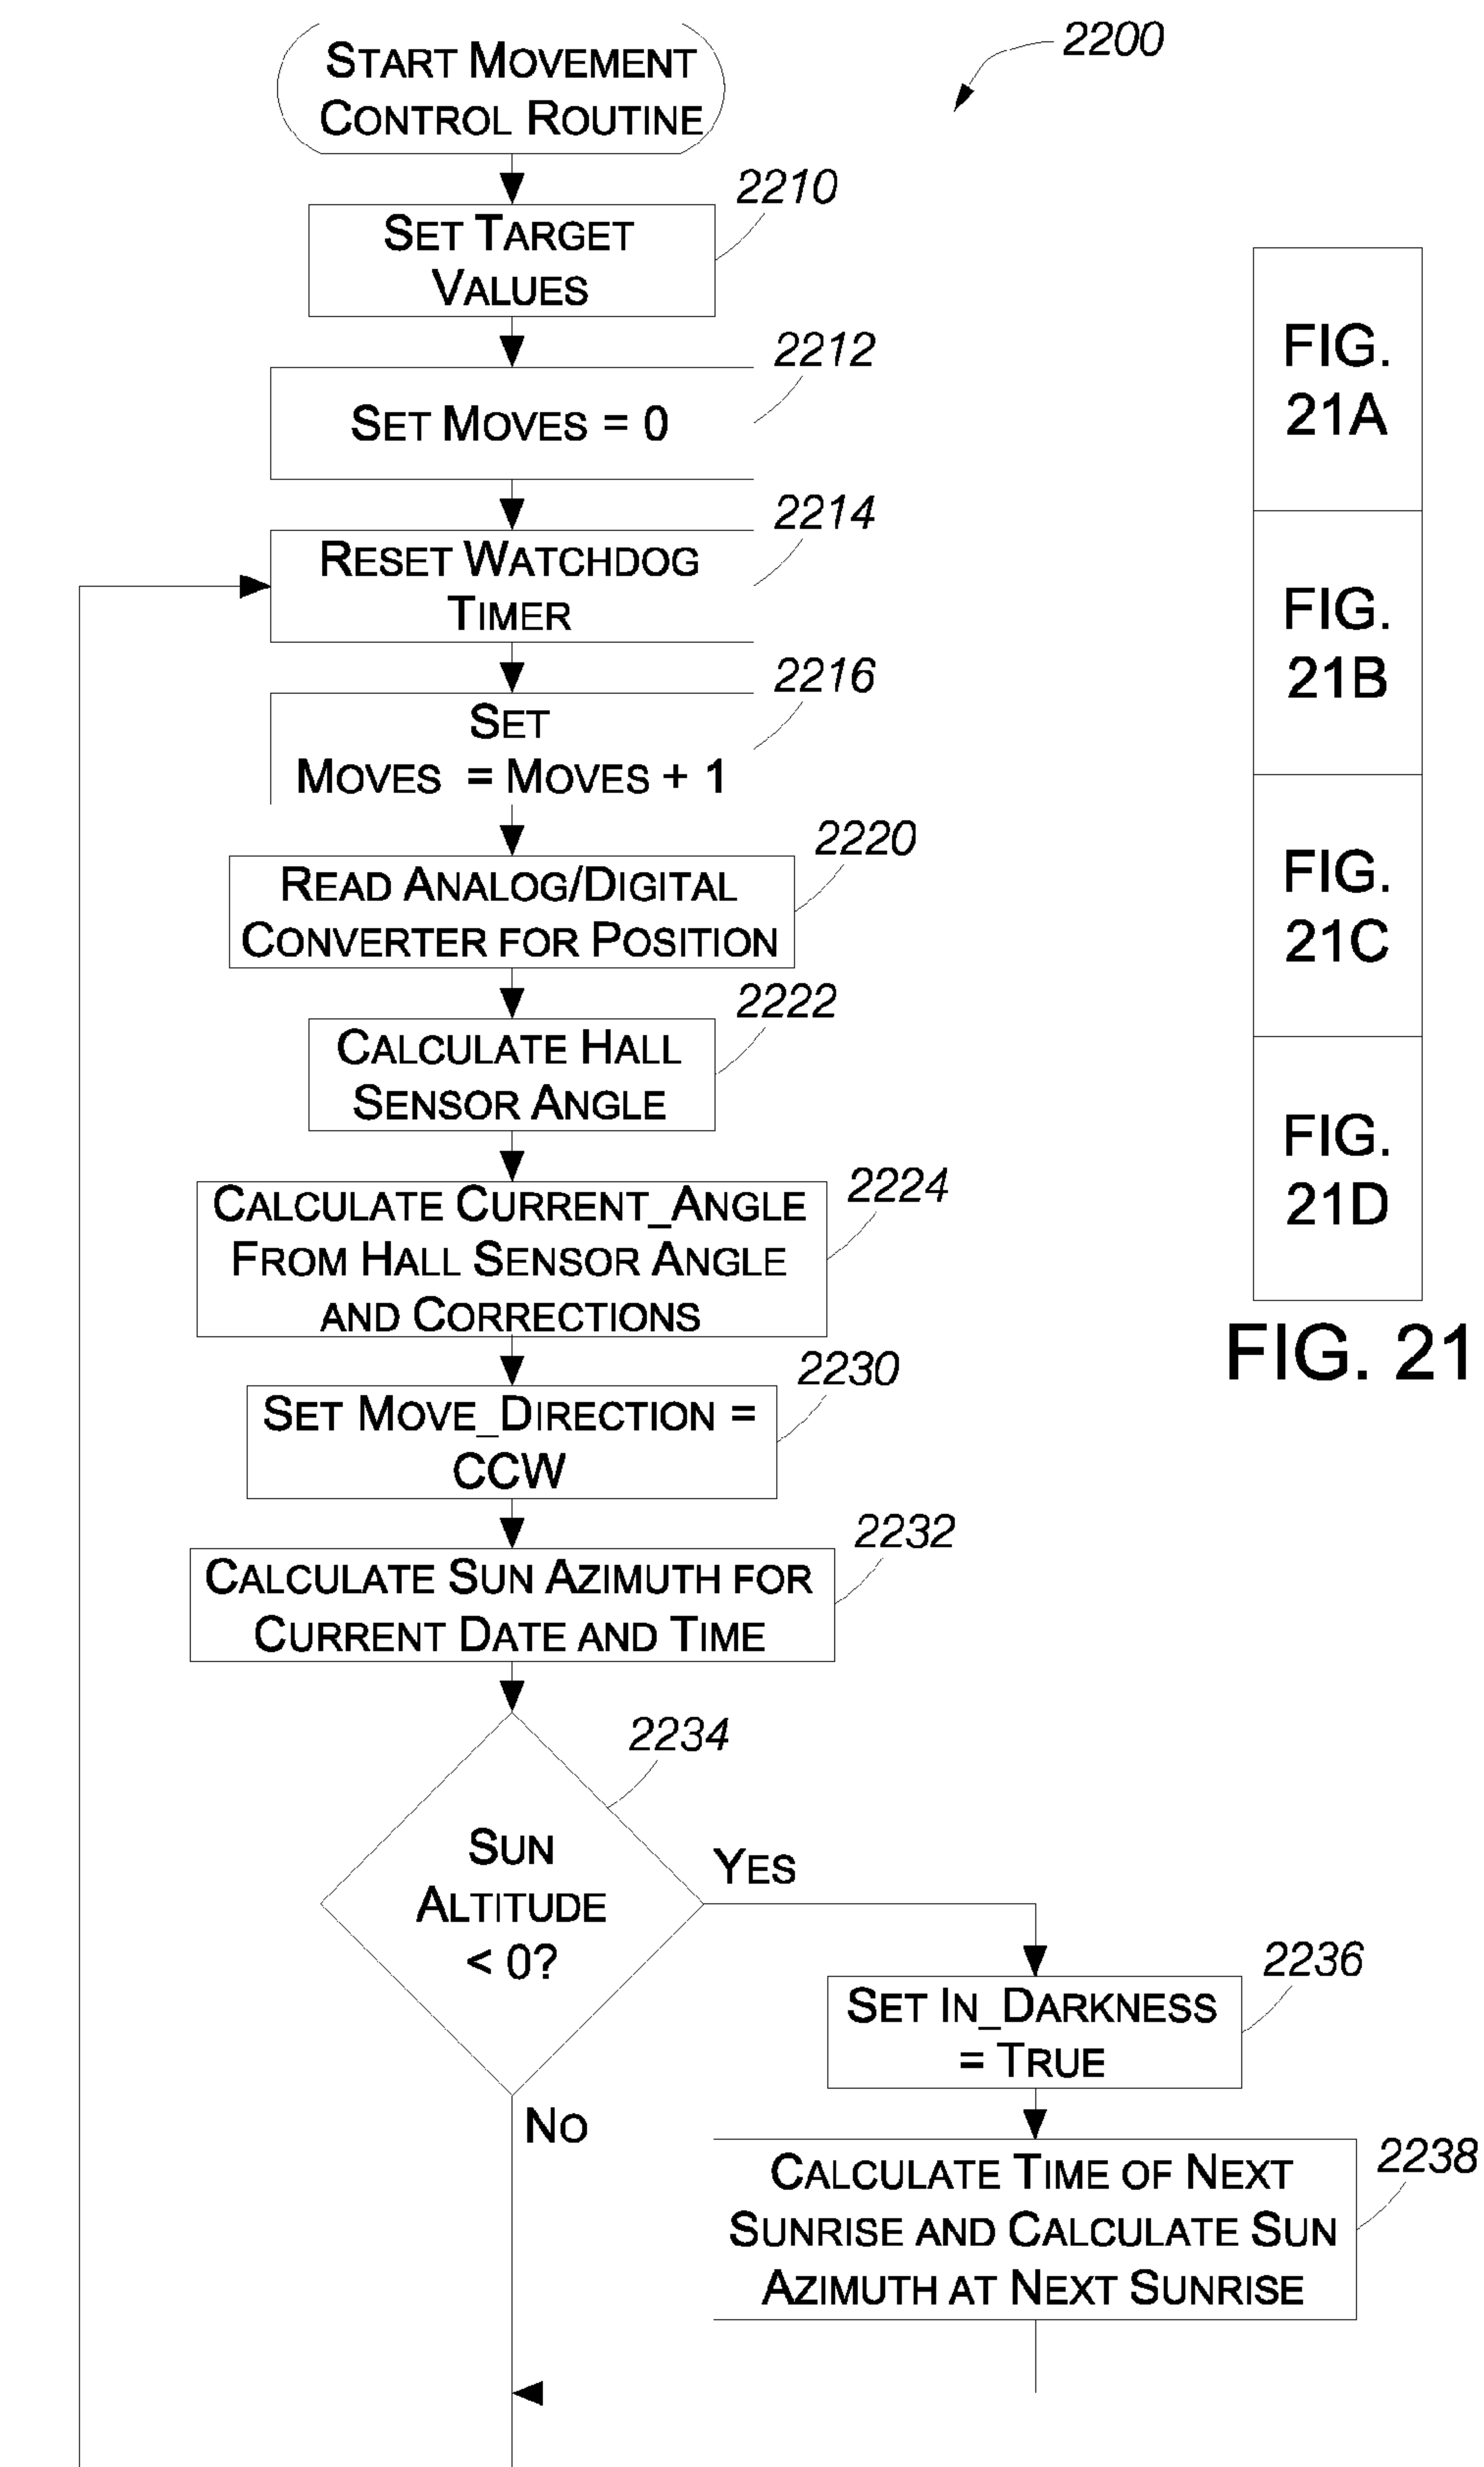 START MOVEMENT
CONTROL ROUTINE
2200
2210
SET TARGET
VALUES
2212
SET MOVES = 0
2214
RESET WATCHDOG
TIMER
2216
SET
MOVES = MOVES + 1
2220
READ ANALOG/DIGITAL
CONVERTER FOR POSITION
2222
CALCULATE HALL
SENSOR ANGLE
2224
CALCULATE CURRENT_ANGLE
FROM HALL SENSOR ANGLE
AND CORRECTIONS
2230
SET MOVE_DIRECTION =
CCW
2232
CALCULATE SUN AZIMUTH FOR
CURRENT DATE AND TIME
2234
SUN
ALTITUDE
< 0?
YES
NO
2236
SET IN_DARKNESS
= TRUE
2238
CALCULATE TIME OF NEXT
SUNRISE AND CALCULATE SUN
AZIMUTH AT NEXT SUNRISE
FIG.
21A
FIG.
21B
FIG.
21C
FIG.
21D
FIG. 21